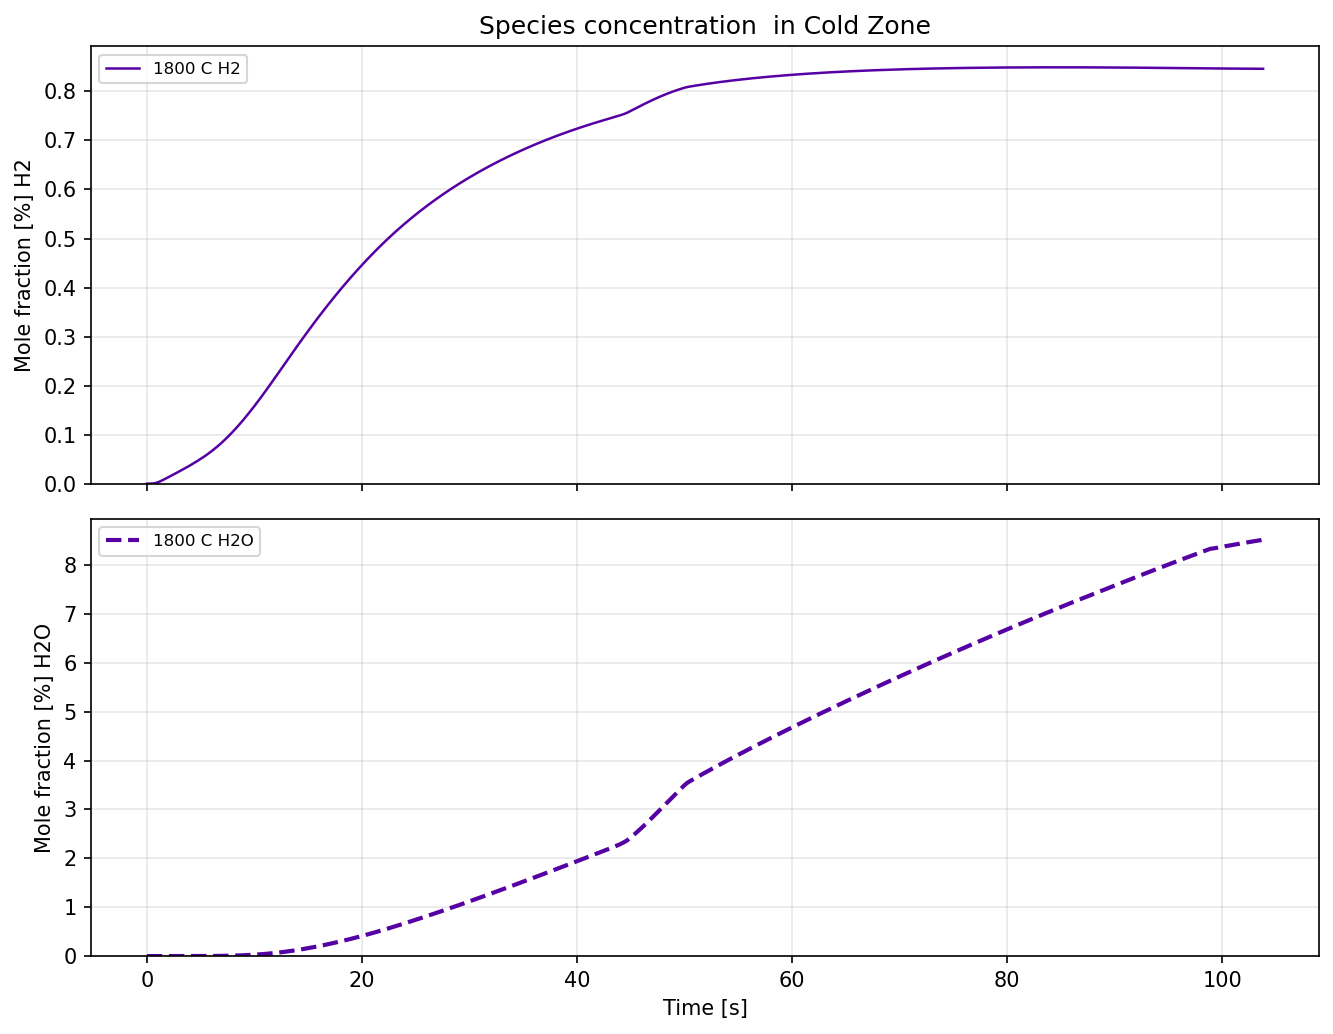 Species concentration  in Cold Zone
1800 C H2
Mole fraction [%] H2
0.8
0.7
0.6
0.5
0.4
0.3
0.2
0.1
0.0
1800 C H2O
Mole fraction [%] H2O
8
7
6
5
4
3
2
1
0
0 20 40 60 80 100
Time [s]